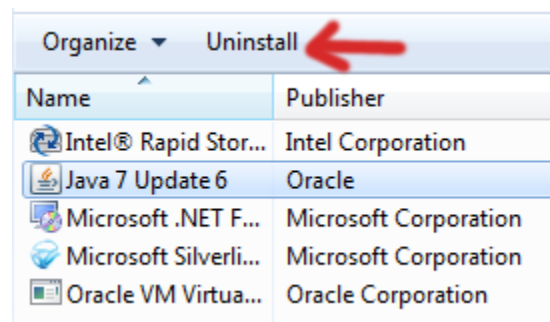 Organize Uninstall
Name Publisher
Intel® Rapid Stor... Intel Corporation
Java 7 Update 6 Oracle
Microsoft .NET F... Microsoft Corporation
Microsoft Silverli... Microsoft Corporation
Oracle VM Virtua... Oracle Corporation